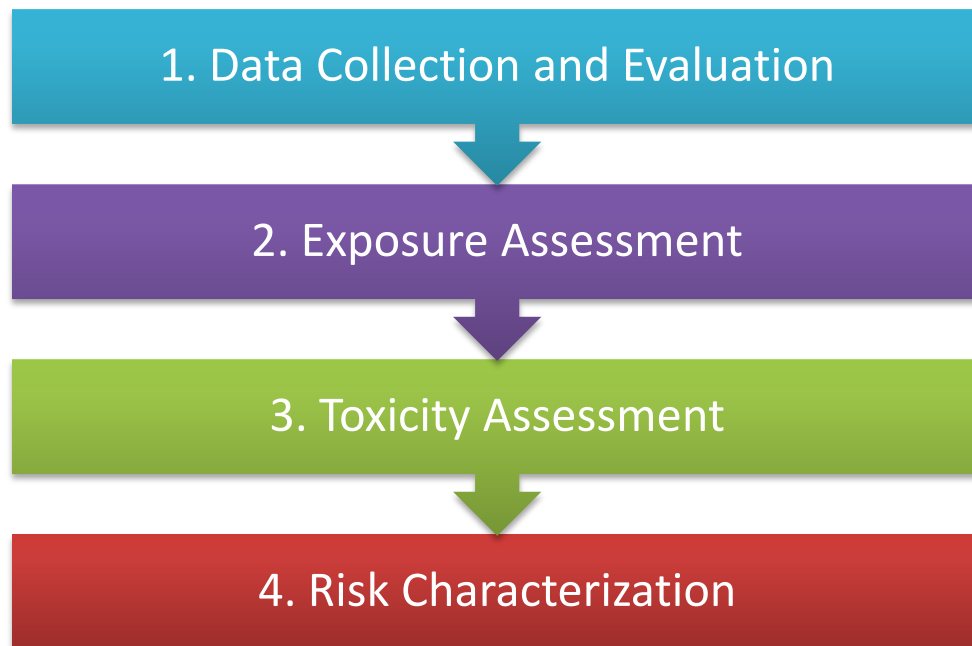 1. Data Collection and Evaluation
2. Exposure Assessment
3. Toxicity Assessment
4. Risk Characterization